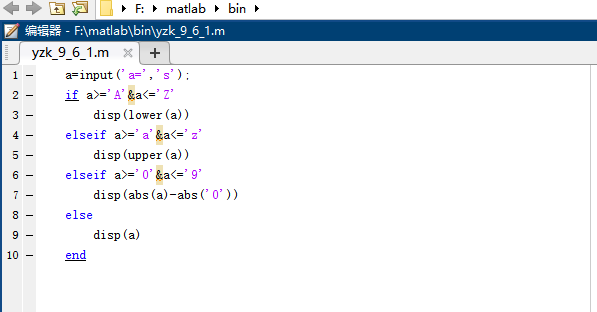 F: matlab bin
编辑器 - F:\matlab\bin\yzk_9_6_1.m
yzk_9_6_1.m
1 — a=input('a=','s');
2 — if a>='A'&a<='Z'
3 — disp(lower(a))
4 — elseif a>='a'&a<='z'
5 — disp(upper(a))
6 — elseif a>='0'&a<='9'
7 — disp(abs(a)-abs('0'))
8 — else
9 — disp(a)
10 — end